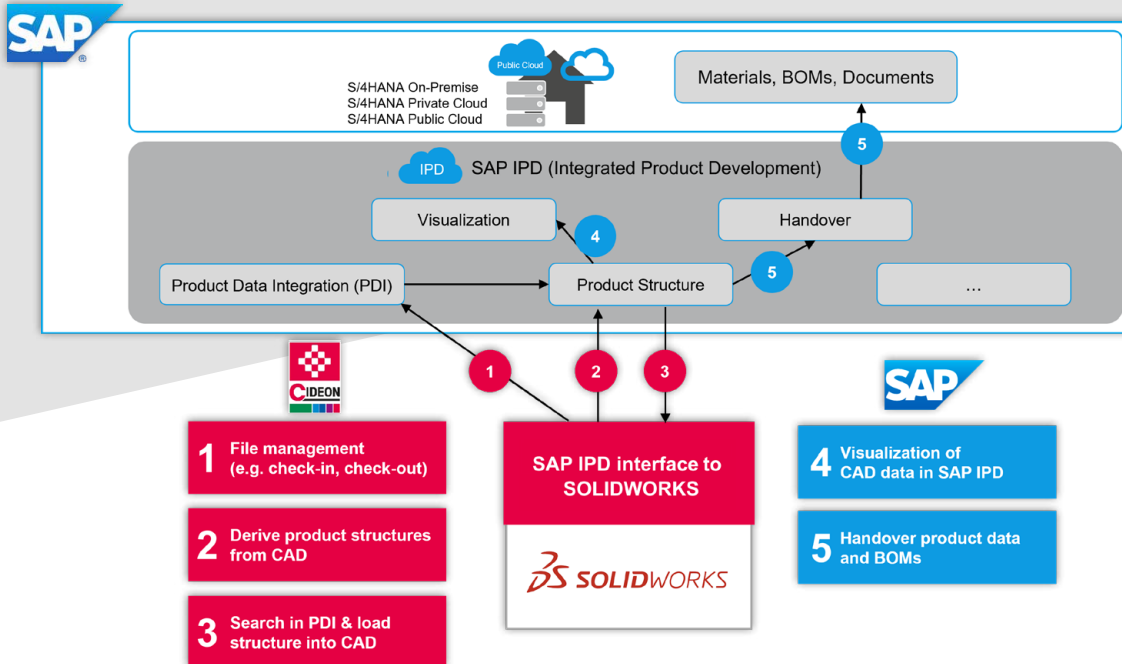 SAP
®
Public Cloud
S/4HANA On-Premise
S/4HANA Private Cloud
S/4HANA Public Cloud
Materials, BOMs, Documents
5
IPD
SAP IPD (Integrated Product Development)
Visualization
4
Handover
5
Product Data Integration (PDI)
Product Structure
...
1
2
3
CIDEON
SAP
1
File management
(e.g. check-in, check-out)
2
Derive product structures
from CAD
3
Search in PDI & load
structure into CAD
SAP IPD interface to
SOLIDWORKS
3S SOLIDWORKS
4
Visualization of
CAD data in SAP IPD
5
Handover product data
and BOMs